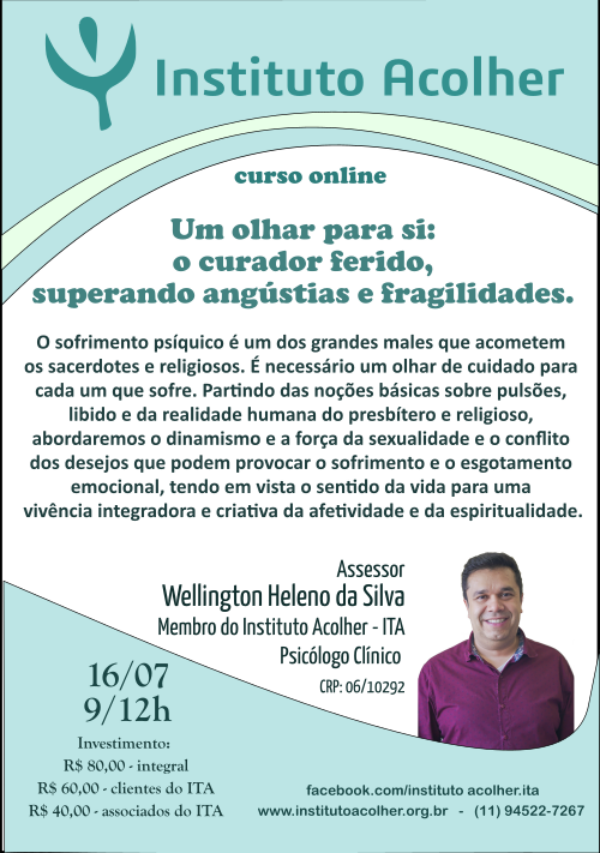 Instituto Acolher
curso online
Um olhar para si:
o curador ferido,
superando angústias e fragilidades.
O sofrimento psíquico é um dos grandes males que acometem
os sacerdotes e religiosos. É necessário um olhar de cuidado para
cada um que sofre. Partindo das noções básicas sobre pulsões,
libido e da realidade humana do presbítero e religioso,
abordaremos o dinamismo e a força da sexualidade e o conflito
dos desejos que podem provocar o sofrimento e o esgotamento
emocional, tendo em vista o sentido da vida para uma
vivência integradora e criativa da afetividade e da espiritualidade.
Assessor
Wellington Heleno da Silva
Membro do Instituto Acolher - ITA
Psicólogo Clínico
CRP: 06/10292
16/07
9/12h
Investimento:
R$ 80,00 - integral
R$ 60,00 - clientes do ITA
R$ 40,00 - associados do ITA
facebook.com/instituto acolher.ita
www.institutoacolher.org.br - (11) 94522-7267